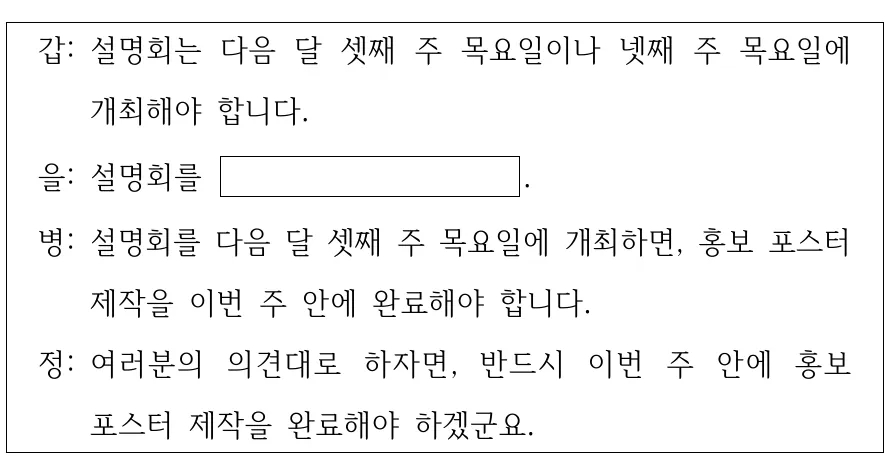 갑: 설명회는 다음 달 셋째 주 목요일이나 넷째 주 목요일에
개최해야 합니다.
을: 설명회를 .
병: 설명회를 다음 달 셋째 주 목요일에 개최하면, 홍보 포스터
제작을 이번 주 안에 완료해야 합니다.
정: 여러분의 의견대로 하자면, 반드시 이번 주 안에 홍보
포스터 제작을 완료해야 하겠군요.